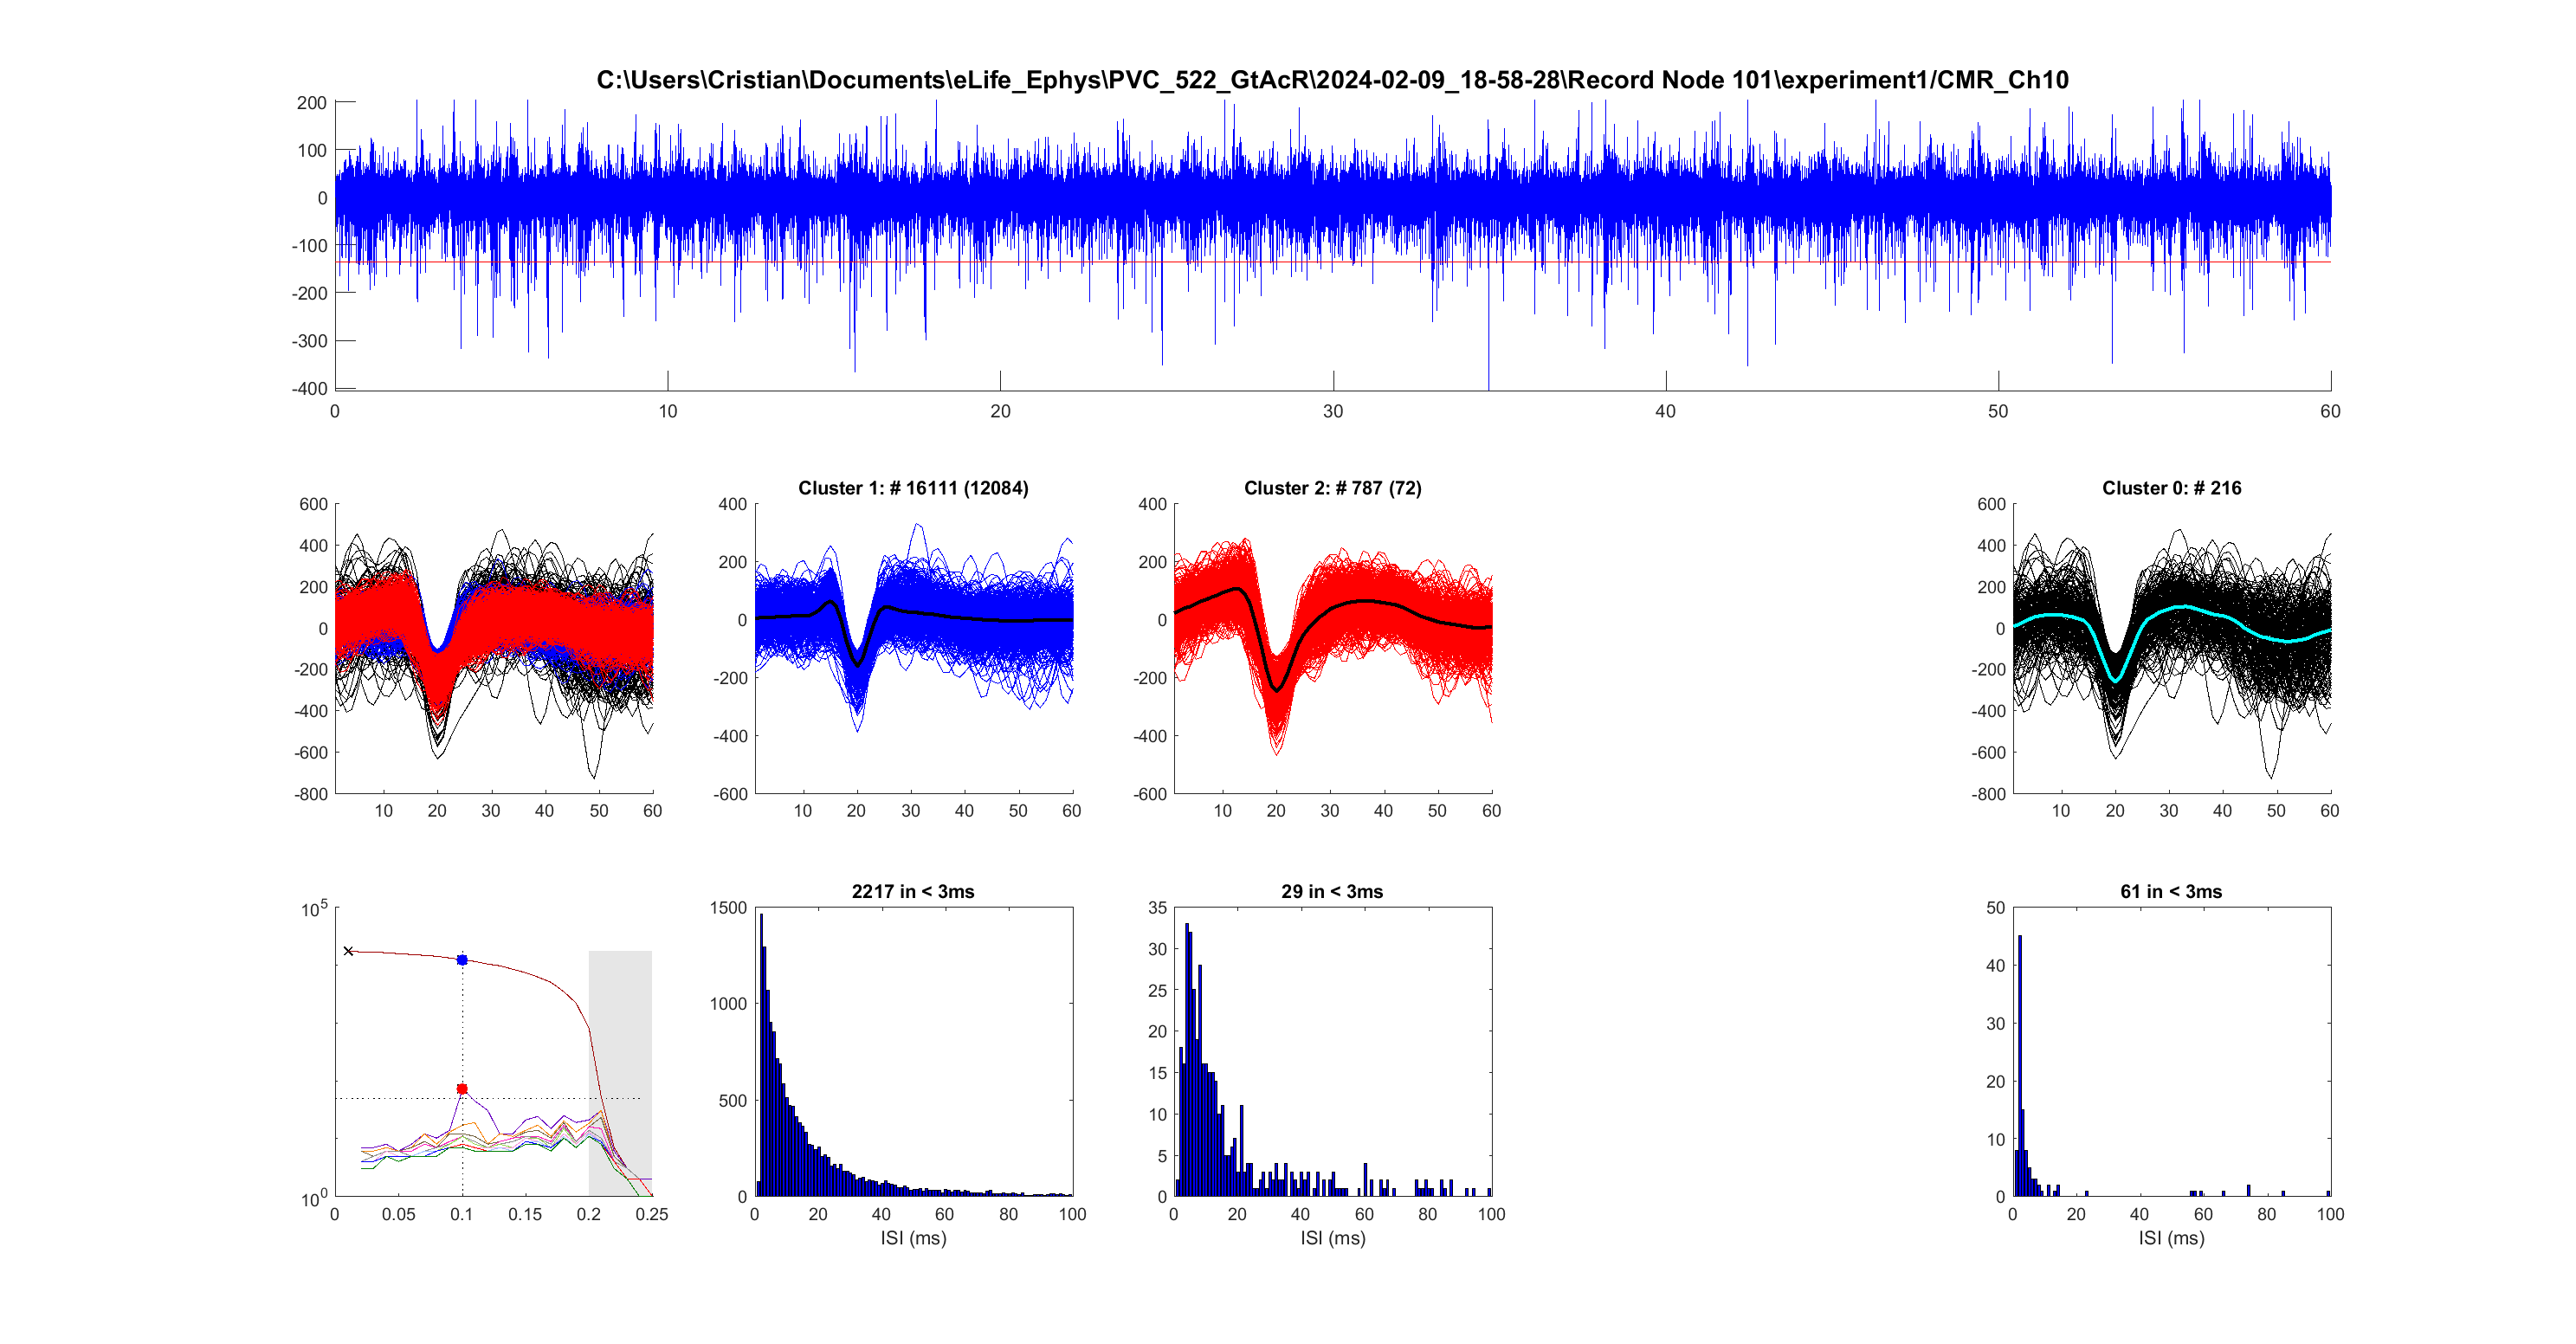 C:\Users\Cristian\Documents\eLife_Ephys\PVC_522_GtAcR\2024-02-09_18-58-28\Record Node 101\experiment1/CMR_Ch10
200
100
0
-100
-200
-300
-400
0 10 20 30 40 50 60
Cluster 1: # 16111 (12084)
Cluster 2: # 787 (72)
Cluster 0: # 216
600
400
200
0
-200
-400
-600
-800
10 20 30 40 50 60
400
200
0
-200
-400
-600
10 20 30 40 50 60
400
200
0
-200
-400
-600
10 20 30 40 50 60
600
400
200
0
-200
-400
-600
-800
10 20 30 40 50 60
10^5
10^0
0 0.05 0.1 0.15 0.2 0.25
2217 in < 3ms
1500
1000
500
0
0 20 40 60 80 100
ISI (ms)
29 in < 3ms
35
30
25
20
15
10
5
0
0 20 40 60 80 100
ISI (ms)
61 in < 3ms
50
40
30
20
10
0
0 20 40 60 80 100
ISI (ms)